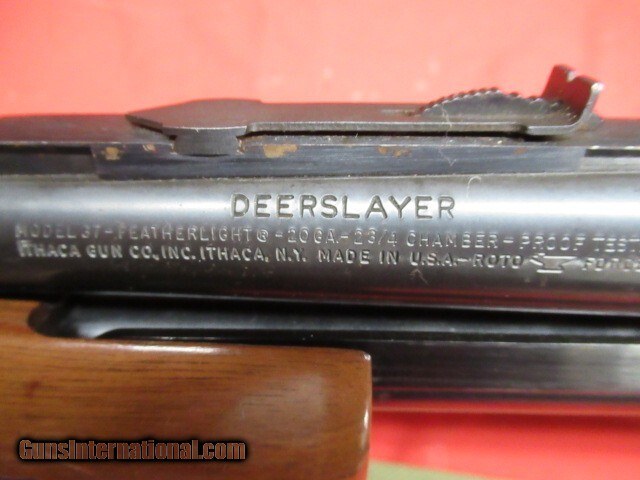 DEERSLAYER
MODEL 37-FEATHERLIGHT®-20GA.-2 3/4 CHAMBER-PROOF TEST
ITHACA GUN CO., INC. ITHACA, N.Y. MADE IN U.S.A.-ROTO
GunsInternational.com